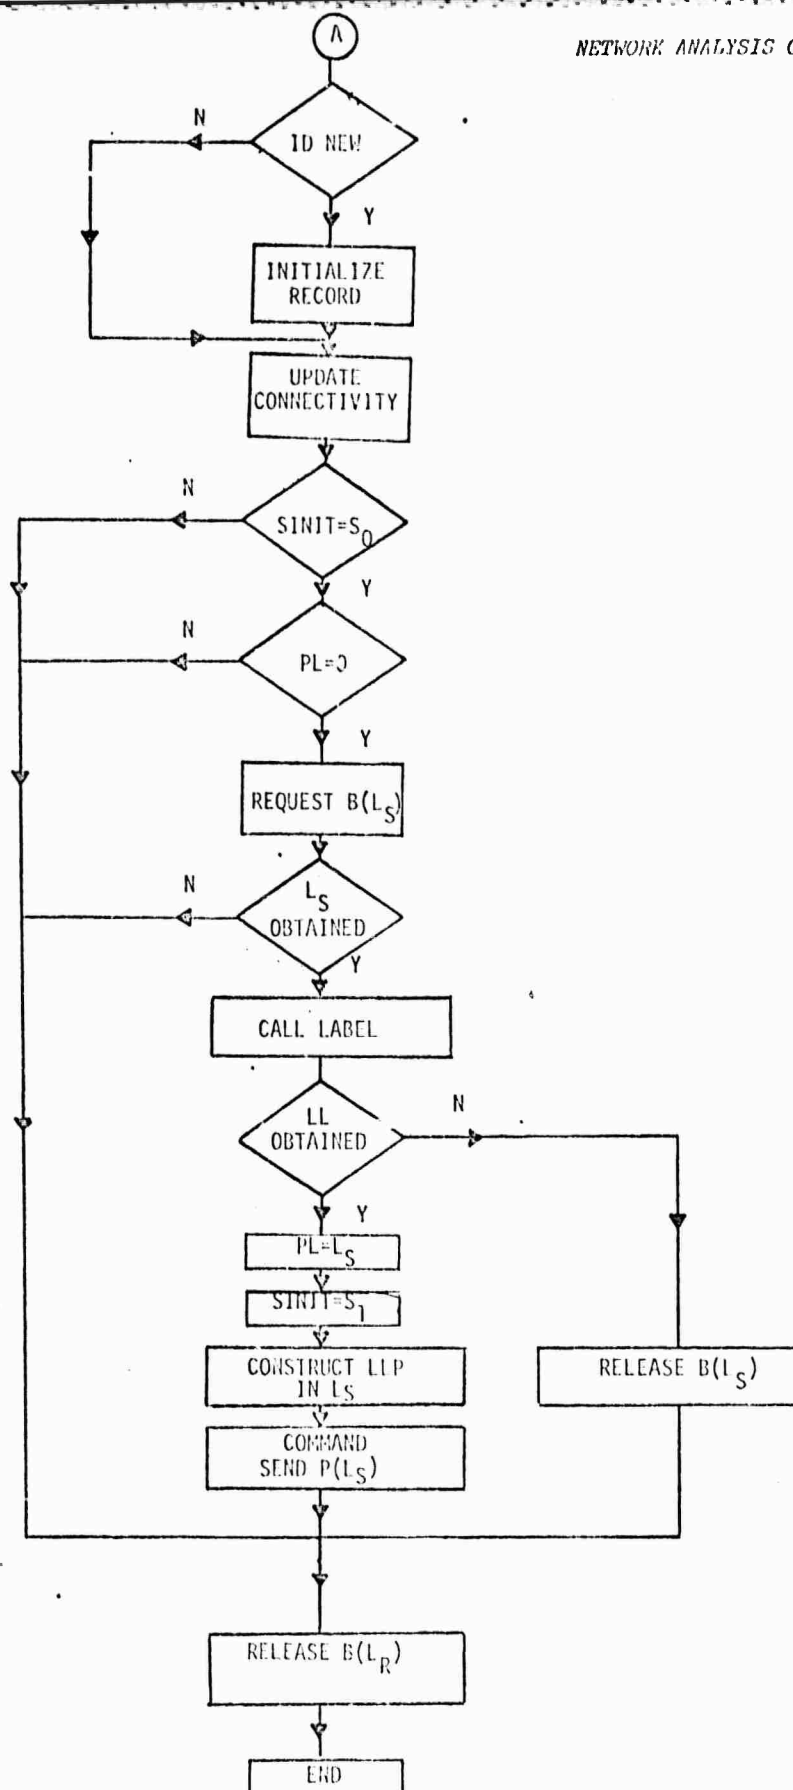 A
NETWORK ANALYSIS
N
ID NEW
Y
INITIALIZE
RECORD
UPDATE
CONNECTIVITY
N
SINIT=S0
Y
N
PL=0
Y
REQUEST B(LS)
N
LS
OBTAINED
Y
CALL LABEL
LL
OBTAINED
N
Y
PL=LS
SINIT=S1
CONSTRUCT LLP
IN LS
RELEASE B(LS)
COMMAND
SEND P(LS)
RELEASE B(LR)
END